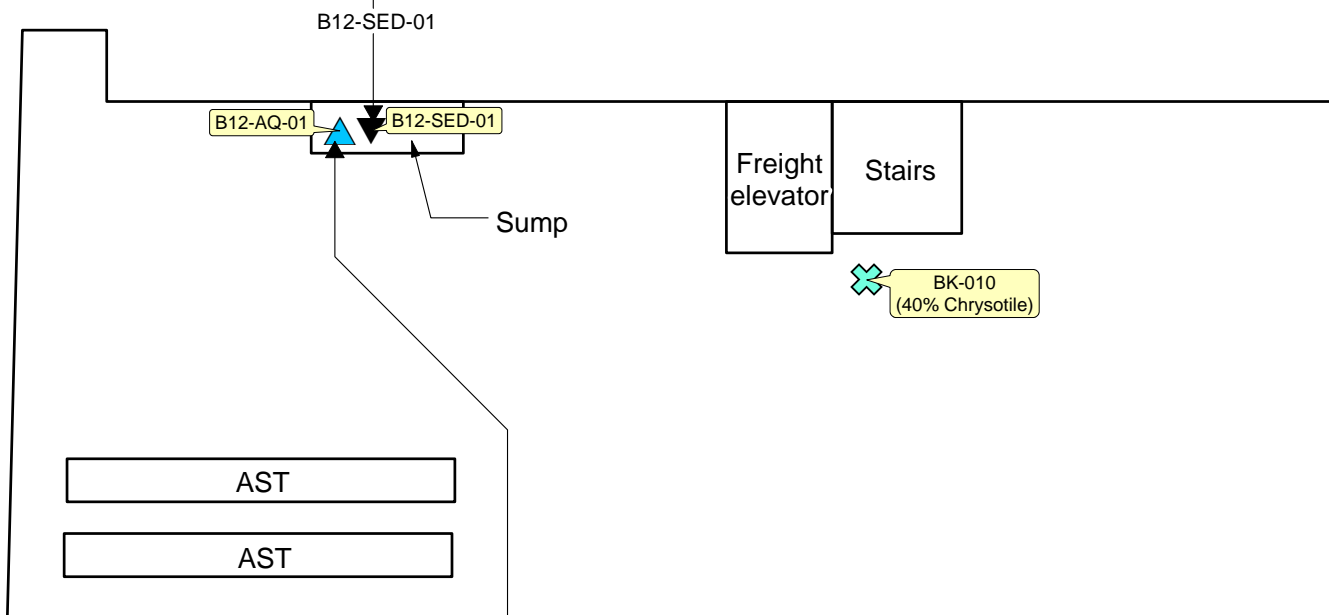 B12-SED-01
B12-AQ-01
B12-SED-01
Sump
Freight
elevator
Stairs
BK-010
(40% Chrysotile)
AST
AST